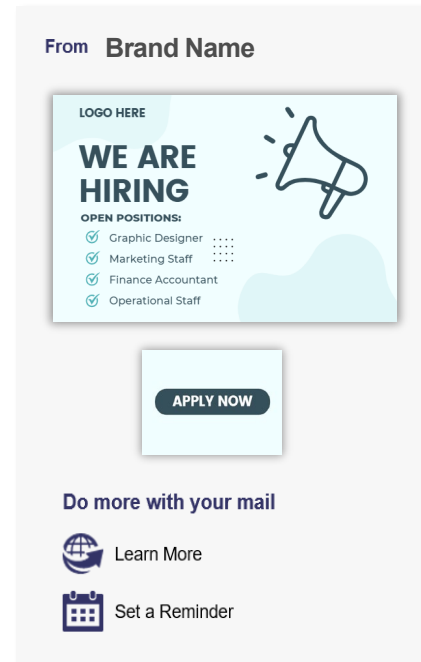 From Brand Name
LOGO HERE
WE ARE
HIRING
OPEN POSITIONS:
Graphic Designer
Marketing Staff
Finance Accountant
Operational Staff
APPLY NOW
Do more with your mail
Learn More
Set a Reminder